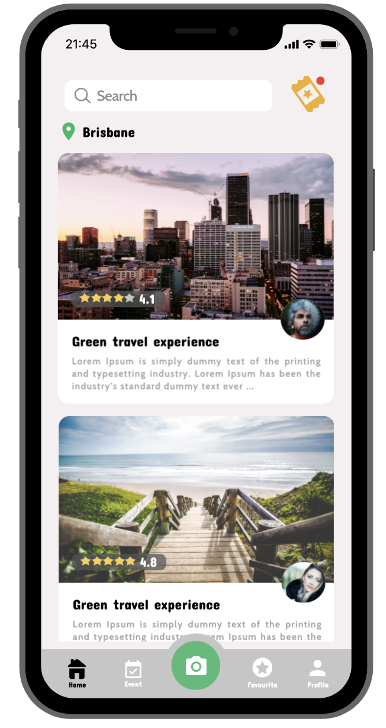 21:45
Search
Brisbane
4.1
Green travel experience
Lorem Ipsum is simply dummy text of the printing
and typesetting industry. Lorem Ipsum has been the
industry's standard dummy text ever ...
4.8
Green travel experience
Lorem Ipsum is simply dummy text of the printing
and typesetting industry. Lorem Ipsum has been the
Home Event Favourite Profile